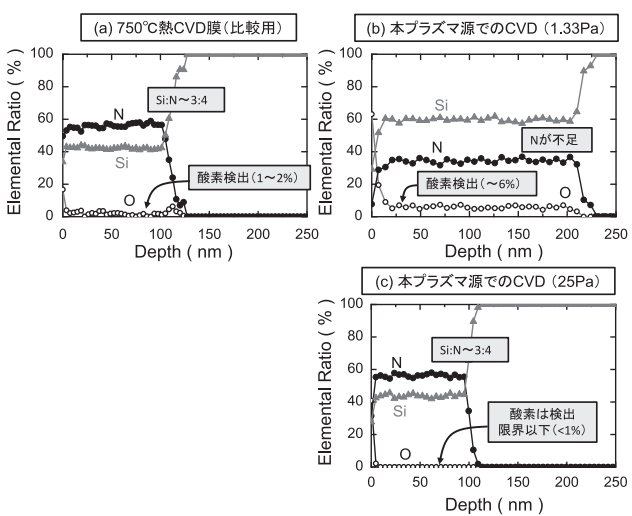 (a) 750℃熱CVD膜（比較用）
Elemental Ratio (%)
100
80
60
40
20
0
Si:N～3:4
N
Si
酸素検出（1～2%）
O
0 50 100 150 200 250
Depth ( nm )
(b) 本プラズマ源でのCVD （1.33Pa）
Elemental Ratio (%)
100
80
60
40
20
0
Si
Nが不足
N
酸素検出（～6%）
O
0 50 100 150 200 250
Depth ( nm )
(c) 本プラズマ源でのCVD （25Pa）
Elemental Ratio (%)
100
80
60
40
20
0
Si:N～3:4
N
Si
酸素は検出
限界以下（<1%）
O
0 50 100 150 200 250
Depth ( nm )